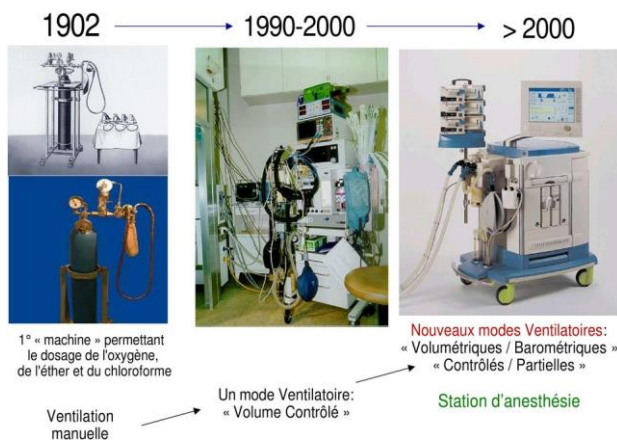 1902
1990-2000
> 2000
1° « machine » permettant
le dosage de l'oxygène,
de l'éther et du chloroforme
Ventilation
manuelle
Un mode Ventilatoire:
« Volume Contrôlé »
Nouveaux modes Ventilatoires:
« Volumétriques / Barométriques »
« Contrôlés / Partielles »
Station d'anesthésie